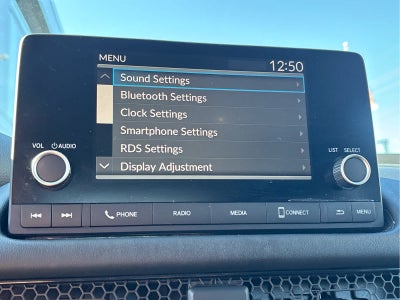 MENU 12:50
Sound Settings
Bluetooth Settings
Clock Settings
Smartphone Settings
RDS Settings
Display Adjustment
VOL AUDIO
LIST SELECT
PHONE RADIO MEDIA CONNECT MENU